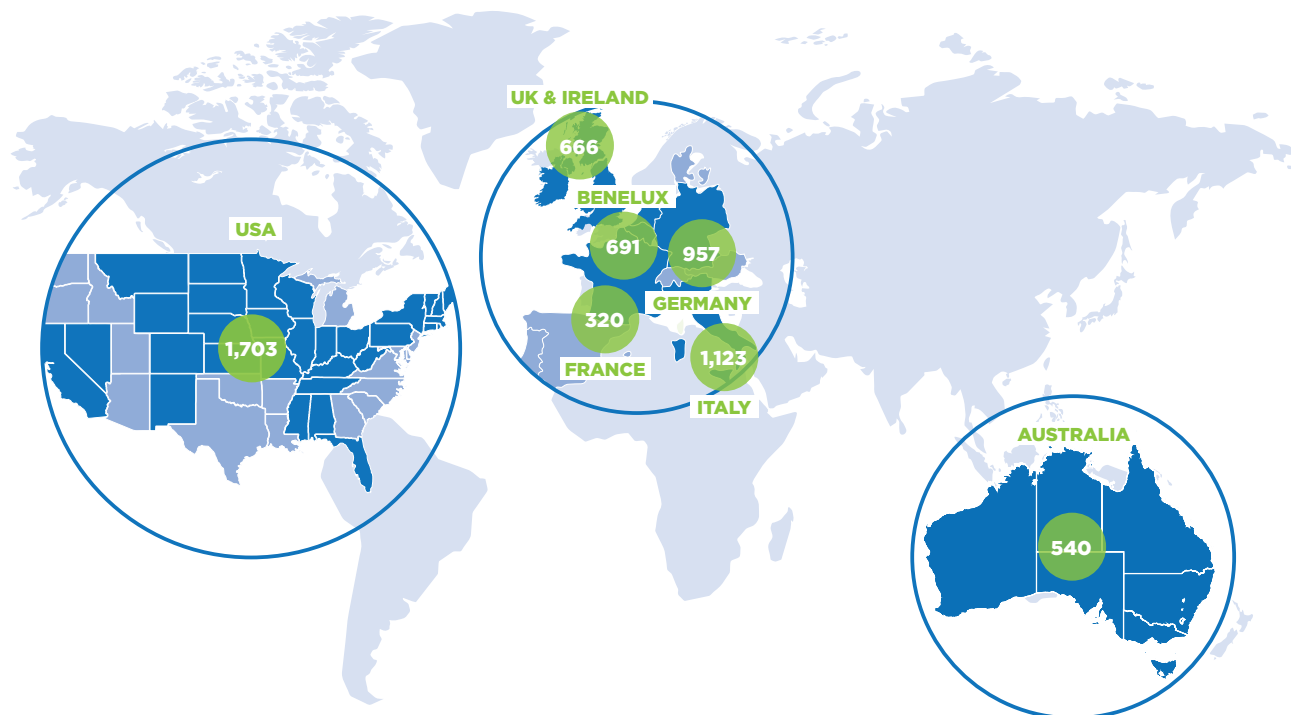 UK & IRELAND
666
BENELUX
691
957
GERMANY
320
FRANCE
1,123
ITALY
USA
1,703
AUSTRALIA
540